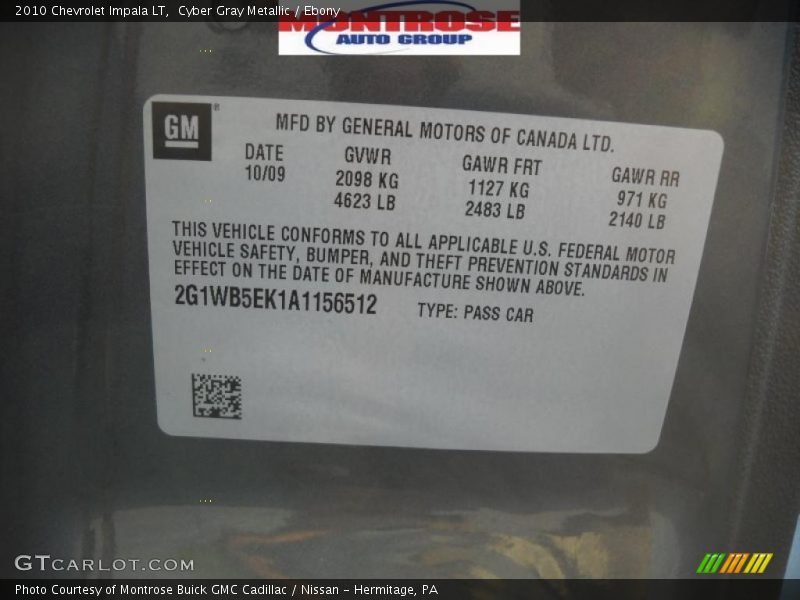 2010 Chevrolet Impala LT,  Cyber Gray Metallic / Ebony
MONTROSE
AUTO GROUP
GM®
MFD BY GENERAL MOTORS OF CANADA LTD.
DATE GVWR GAWR FRT GAWR RR
10/09 2098 KG 1127 KG 971 KG
4623 LB 2483 LB 2140 LB
THIS VEHICLE CONFORMS TO ALL APPLICABLE U.S. FEDERAL MOTOR
VEHICLE SAFETY, BUMPER, AND THEFT PREVENTION STANDARDS IN
EFFECT ON THE DATE OF MANUFACTURE SHOWN ABOVE.
2G1WB5EK1A1156512 TYPE: PASS CAR
GTCARLOT.COM
Photo Courtesy of Montrose Buick GMC Cadillac / Nissan - Hermitage, PA